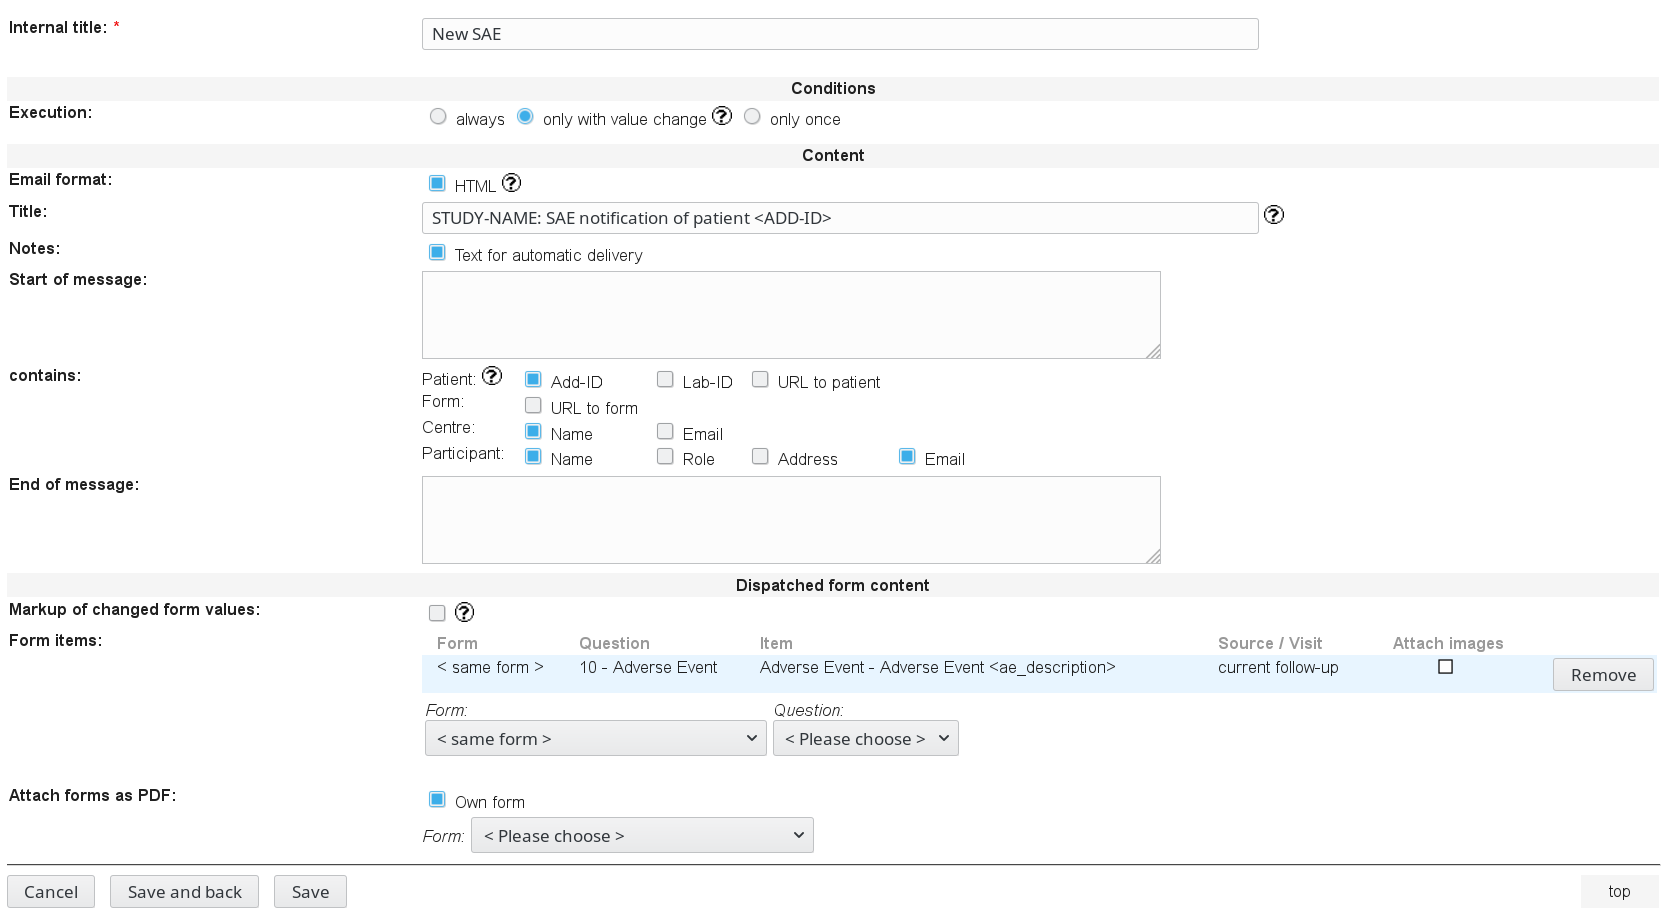 Internal title: *
New SAE
Conditions
Execution:
always only with value change ? only once
Content
Email format:
HTML ?
Title:
STUDY-NAME: SAE notification of patient <ADD-ID> ?
Notes:
Text for automatic delivery
Start of message:
contains:
Patient: ? Add-ID Lab-ID URL to patient
Form: URL to form
Centre: Name Email
Participant: Name Role Address Email
End of message:
Dispatched form content
Markup of changed form values: ?
Form items:
Form Question Item Source / Visit Attach images
< same form > 10 - Adverse Event Adverse Event - Adverse Event <ae_description> current follow-up Remove
Form: Question:
< same form > < Please choose >
Attach forms as PDF:
Own form
Form: < Please choose >
Cancel Save and back Save top